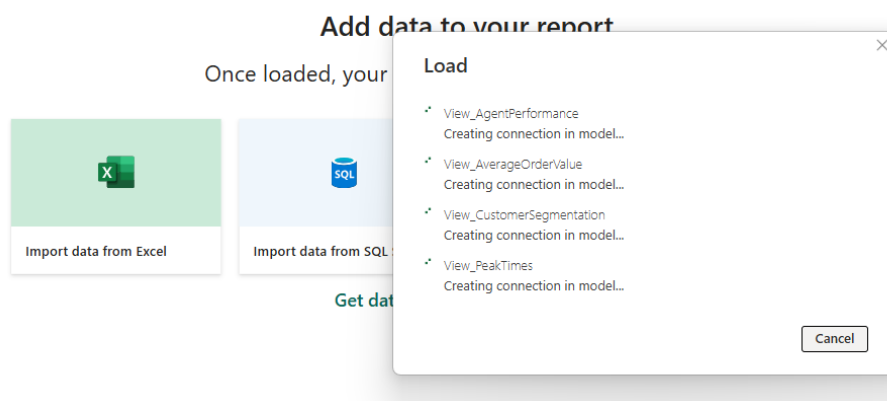 Add data to your report
Once loaded, your
Load
View_AgentPerformance
Creating connection in model...
View_AverageOrderValue
Creating connection in model...
View_CustomerSegmentation
Creating connection in model...
View_PeakTimes
Creating connection in model...
Cancel
X
Import data from Excel
SQL
Import data from SQL
Get dat